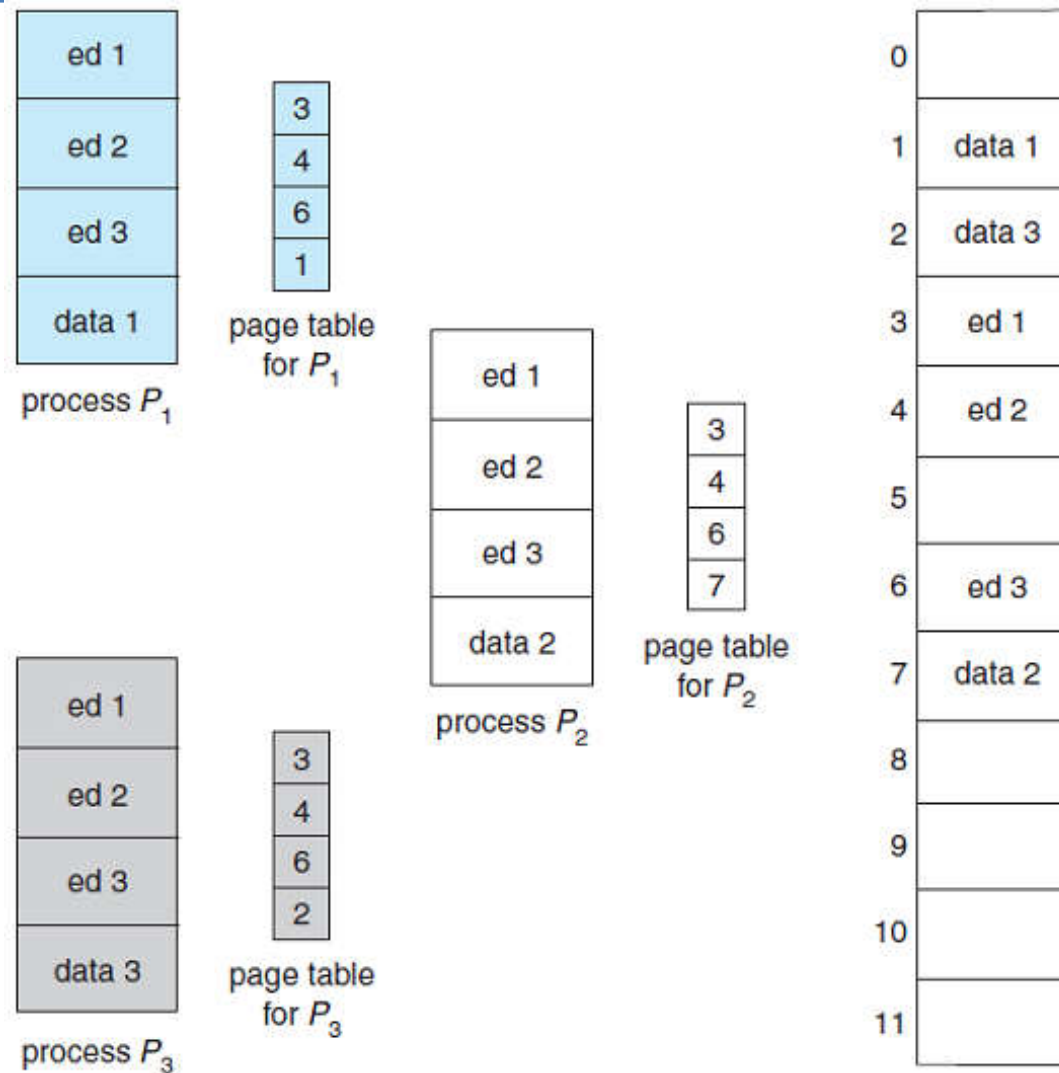 ed 1
ed 2
ed 3
data 1
process P1
3
4
6
1
page table
for P1
ed 1
ed 2
ed 3
data 2
process P2
3
4
6
7
page table
for P2
ed 1
ed 2
ed 3
data 3
process P3
3
4
6
2
page table
for P3
0
1 data 1
2 data 3
3 ed 1
4 ed 2
5
6 ed 3
7 data 2
8
9
10
11